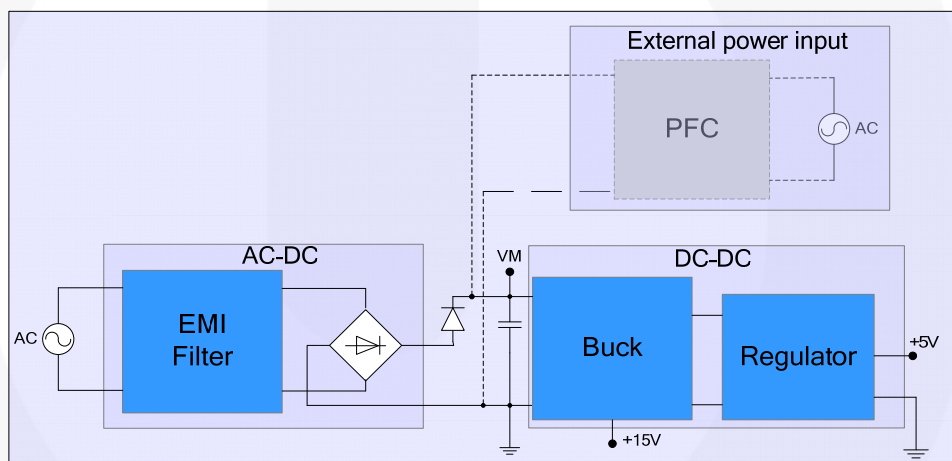 External power input
PFC
AC
AC-DC
VM
DC-DC
AC
EMI
Filter
Buck
Regulator
+5V
+15V